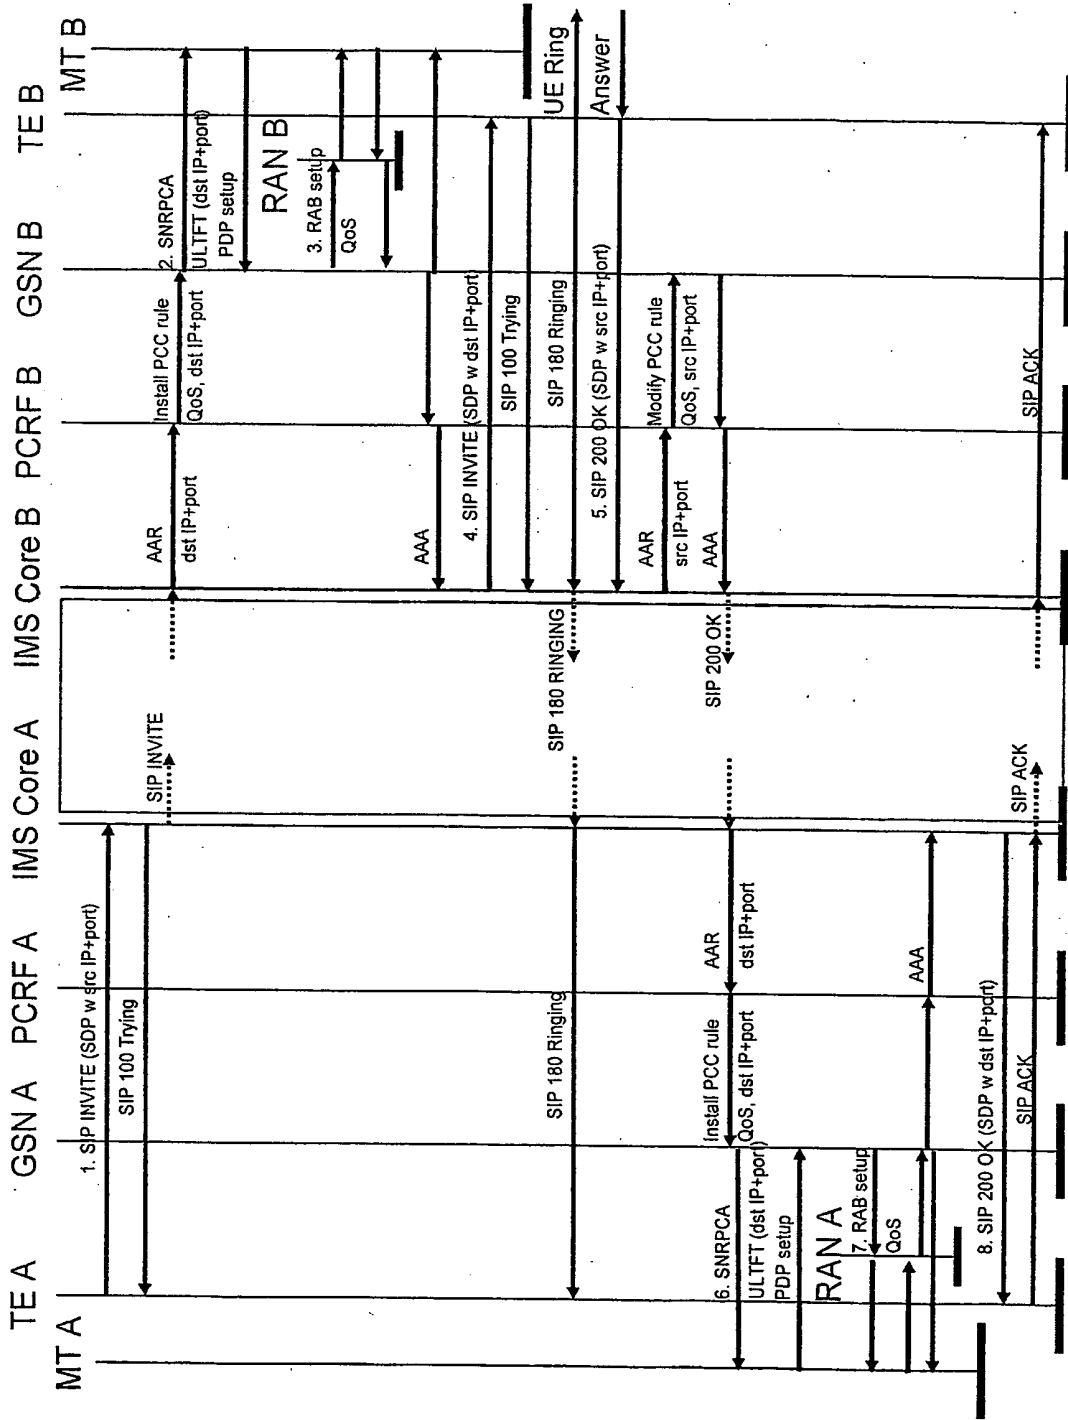 MT A
TE A
GSN A
PCRF A
IMS Core A
IMS Core B
PCRF B
GSN B
TE B
MT B
1. SIP INVITE (SDP w src IP+port)
SIP 100 Trying
SIP INVITE
AAR
dst IP+port
Install PCC rule
QoS, dst IP+port
2. SNRPCA
ULTFT (dst IP+port)
PDP setup
RAN B
3. RAB setup
QoS
AAA
4. SIP INVITE (SDP w dst IP+port)
SIP 100 Trying
UE Ring
SIP 180 Ringing
SIP 180 RINGING
SIP 180 Ringing
Answer
5. SIP 200 OK (SDP w src IP+port)
AAR
src IP+port
Modify PCC rule
QoS, src IP+port
AAA
SIP 200 OK
AAR
dst IP+port
Install PCC rule
QoS, dst IP+port
6. SNRPCA
ULTFT (dst IP+port)
PDP setup
RAN A
7. RAB setup
QoS
AAA
8. SIP 200 OK (SDP w dst IP+port)
SIP ACK
SIP ACK
SIP ACK